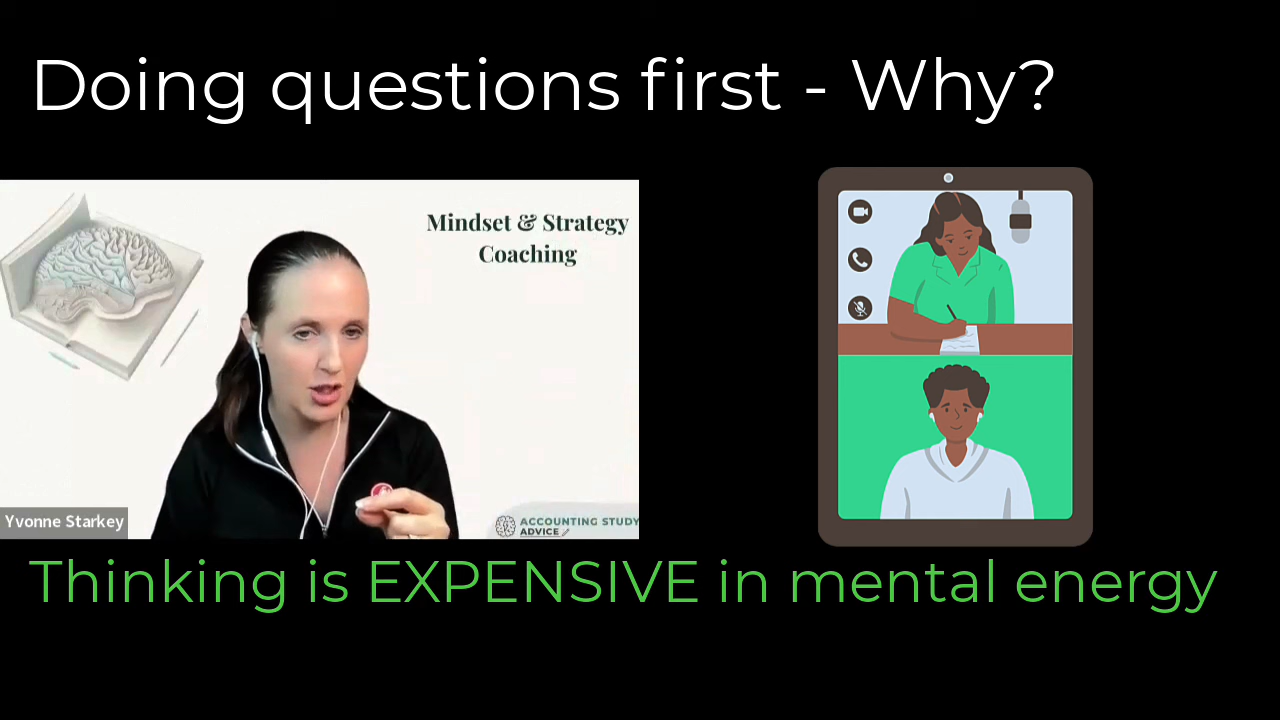 Doing questions first - Why?
Mindset & Strategy
Coaching
Yvonne Starkey
ACCOUNTING STUDY
ADVICE
Thinking is EXPENSIVE in mental energy